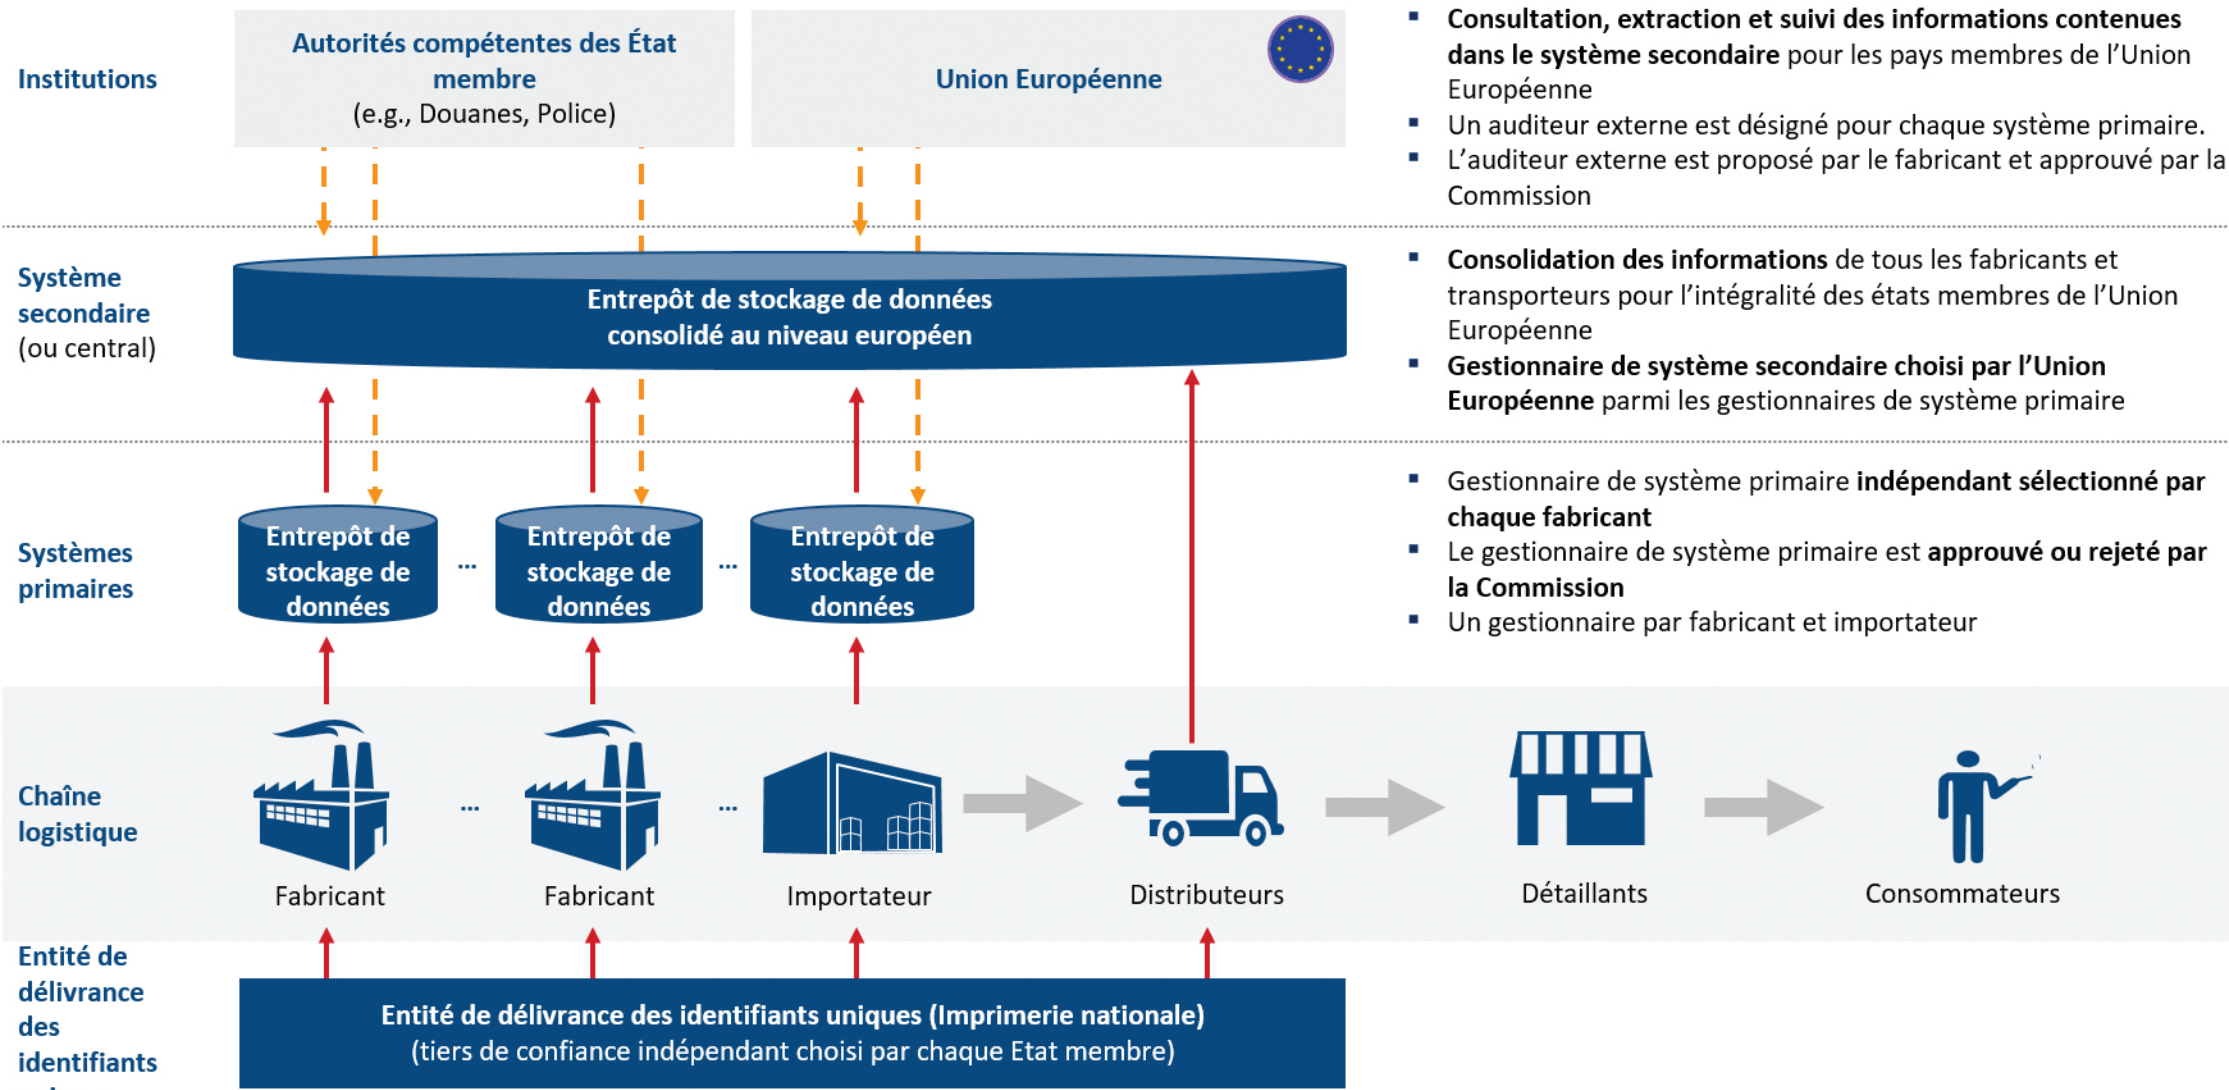 Institutions
Autorités compétentes des État
membre
(e.g., Douanes, Police)
Union Européenne
▪ Consultation, extraction et suivi des informations contenues
dans le système secondaire pour les pays membres de l’Union
Européenne
▪ Un auditeur externe est désigné pour chaque système primaire.
▪ L’auditeur externe est proposé par le fabricant et approuvé par la
Commission
Système
secondaire
(ou central)
Entrepôt de stockage de données
consolidé au niveau européen
▪ Consolidation des informations de tous les fabricants et
transporteurs pour l’intégralité des états membres de l’Union
Européenne
▪ Gestionnaire de système secondaire choisi par l’Union
Européenne parmi les gestionnaires de système primaire
Systèmes
primaires
Entrepôt de
stockage de
données
...
Entrepôt de
stockage de
données
...
Entrepôt de
stockage de
données
▪ Gestionnaire de système primaire indépendant sélectionné par
chaque fabricant
▪ Le gestionnaire de système primaire est approuvé ou rejeté par
la Commission
▪ Un gestionnaire par fabricant et importateur
Chaîne
logistique
...
...
Fabricant
Fabricant
Importateur
Distributeurs
Détaillants
Consommateurs
Entité de
délivrance
des
identifiants
Entité de délivrance des identifiants uniques (Imprimerie nationale)
(tiers de confiance indépendant choisi par chaque Etat membre)